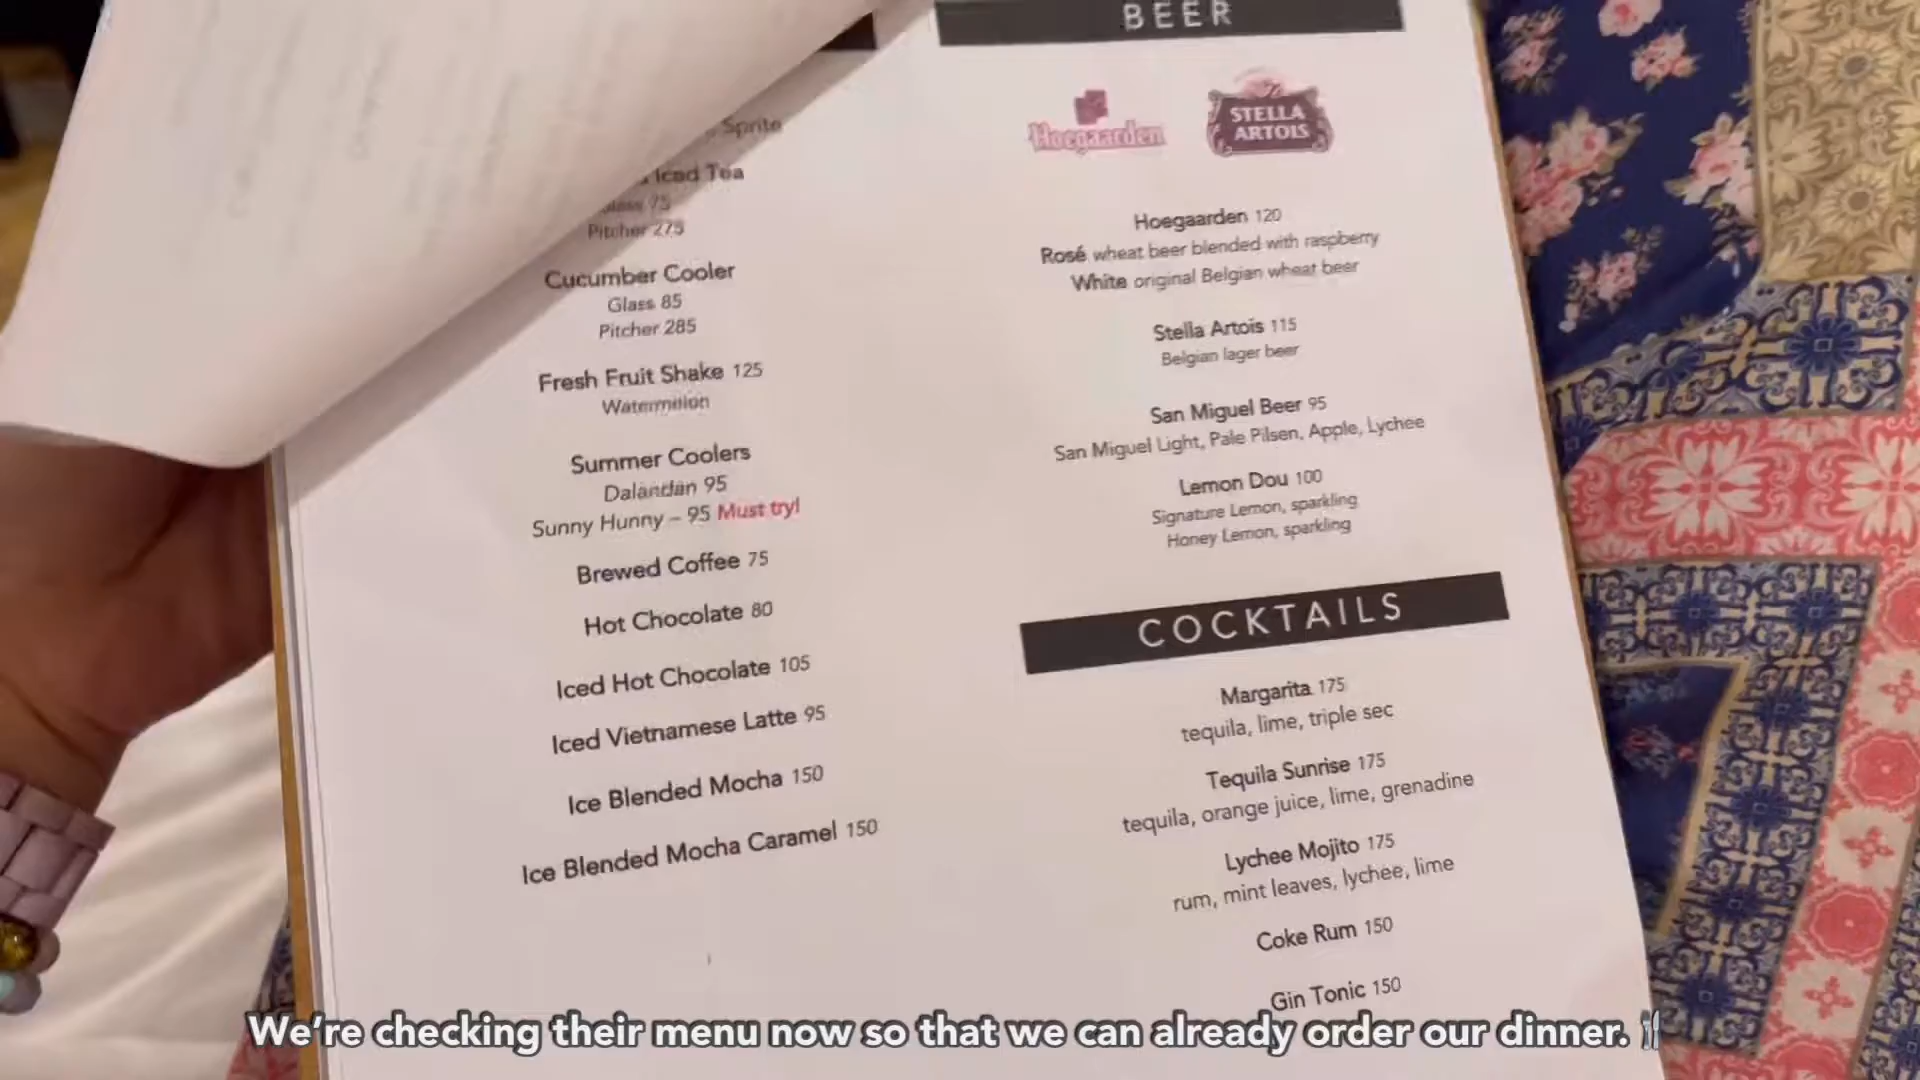 Sprite
Iced Tea
Glass 95
Pitcher 275
Cucumber Cooler
Glass 85
Pitcher 285
Fresh Fruit Shake 125
Watermillon
Summer Coolers
Dalandan 95
Sunny Hunny – 95 Must try!
Brewed Coffee 75
Hot Chocolate 80
Iced Hot Chocolate 105
Iced Vietnamese Latte 95
Ice Blended Mocha 150
Ice Blended Mocha Caramel 150
BEER
Hoegaarden
STELLA
ARTOIS
Hoegaarden 120
Rosé wheat beer blended with raspberry
White original Belgian wheat beer
Stella Artois 115
Belgian lager beer
San Miguel Beer 95
San Miguel Light, Pale Pilsen, Apple, Lychee
Lemon Dou 100
Signature Lemon, sparkling
Honey Lemon, sparkling
COCKTAILS
Margarita 175
tequila, lime, triple sec
Tequila Sunrise 175
tequila, orange juice, lime, grenadine
Lychee Mojito 175
rum, mint leaves, lychee, lime
Coke Rum 150
Gin Tonic 150
We're checking their menu now so that we can already order our dinner.